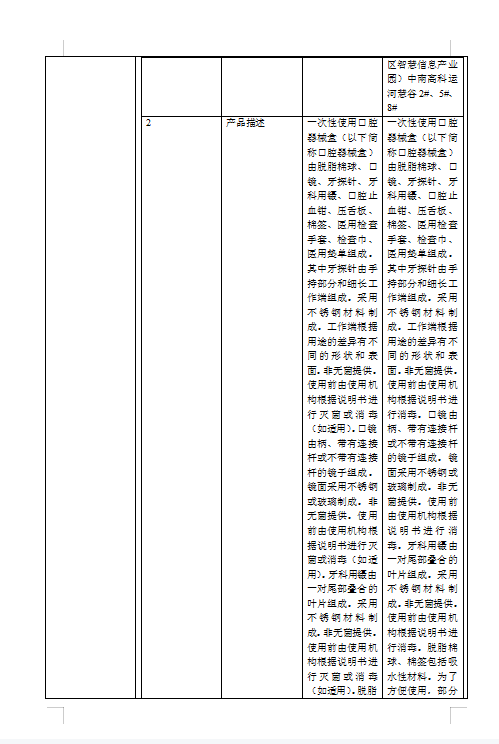 区智慧信息产业
园）中南高科运
河慧谷 2#、5#、
8#
2
产品描述
一次性使用口腔
器械盒（以下简
称口腔器械盒）
由脱脂棉球、口
镜、牙探针、牙
科用镊、口腔止
血钳、压舌板、
棉签、医用检查
手套、检查巾、
医用垫单组成。
其中牙探针由手
持部分和细长工
作端组成。采用
不锈钢材料制
成。工作端根据
用途的差异有不
同的形状和表
面。非无菌提供。
使用前由使用机
构根据说明书进
行灭菌或消毒
（如适用）。口镜
由柄、带有连接
杆或不带有连接
杆的镜子组成。
镜面采用不锈钢
或玻璃制成。非
无菌提供。使用
前由使用机构根
据说明书进行灭
菌或消毒（如适
用）。牙科用镊由
一对尾部叠合的
叶片组成。采用
不锈钢材料制
成。非无菌提供。
使用前由使用机
构根据说明书进
行灭菌或消毒
（如适用）。脱脂
一次性使用口腔
器械盒（以下简
称口腔器械盒）
由脱脂棉球、口
镜、牙探针、牙
科用镊、口腔止
血钳、压舌板、
棉签、医用检查
手套、检查巾、
医用垫单组成。
其中牙探针由手
持部分和细长工
作端组成。采用
不锈钢材料制
成。工作端根据
用途的差异有不
同的形状和表
面。非无菌提供。
使用前由使用机
构根据说明书进
行消毒。口镜由
柄、带有连接杆
或不带有连接杆
的镜子组成。镜
面采用不锈钢或
玻璃制成。非无
菌提供。使用前
由使用机构根据
说明书进行消
毒。牙科用镊由
一对尾部叠合的
叶片组成。采用
不锈钢材料制
成。非无菌提供。
使用前由使用机
构根据说明书进
行消毒。脱脂棉
球、棉签包括吸
水性材料。为了
方便使用，部分